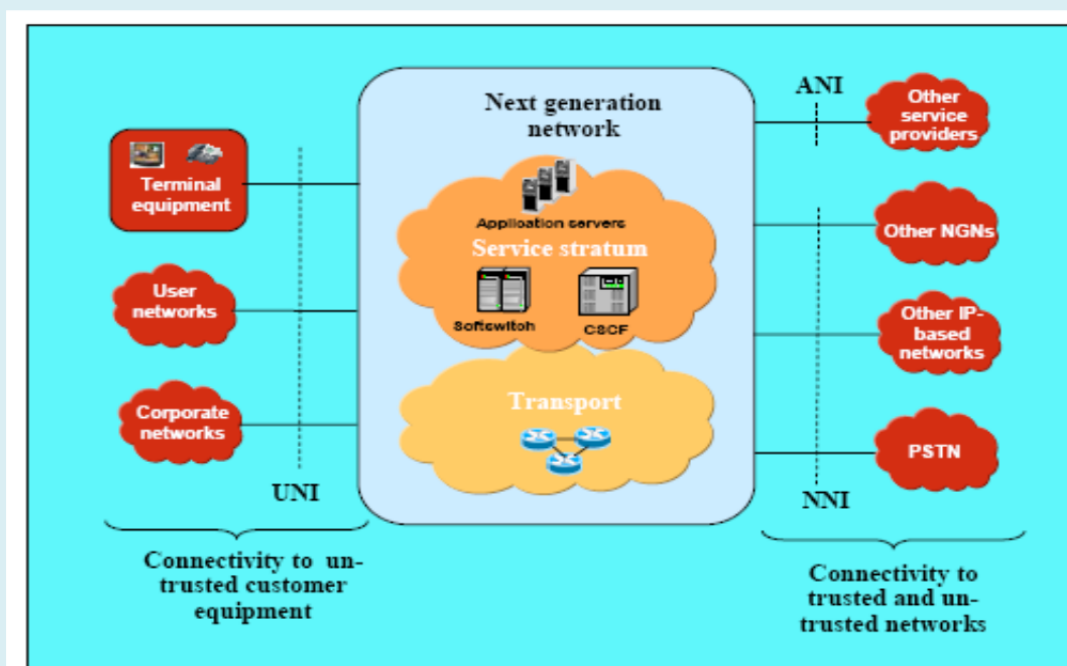 Next generation
network
Application servers
Service stratum
Softswitch
CSCF
Transport
Terminal
equipment
User
networks
Corporate
networks
UNI
Connectivity to un-
trusted customer
equipment
ANI
Other
service
providers
Other NGNs
Other IP-
based
networks
PSTN
NNI
Connectivity to
trusted and un-
trusted networks